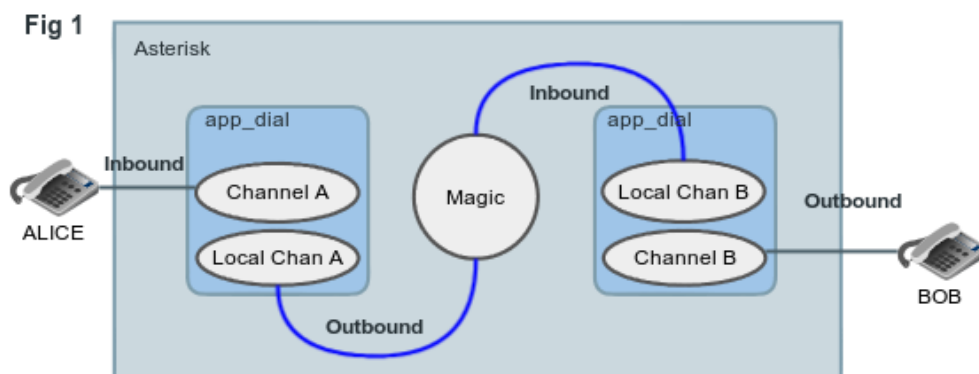 Fig 1
Asterisk
app_dial
Inbound
Channel A
Local Chan A
ALICE
Outbound
Magic
Inbound
app_dial
Local Chan B
Channel B
Outbound
BOB